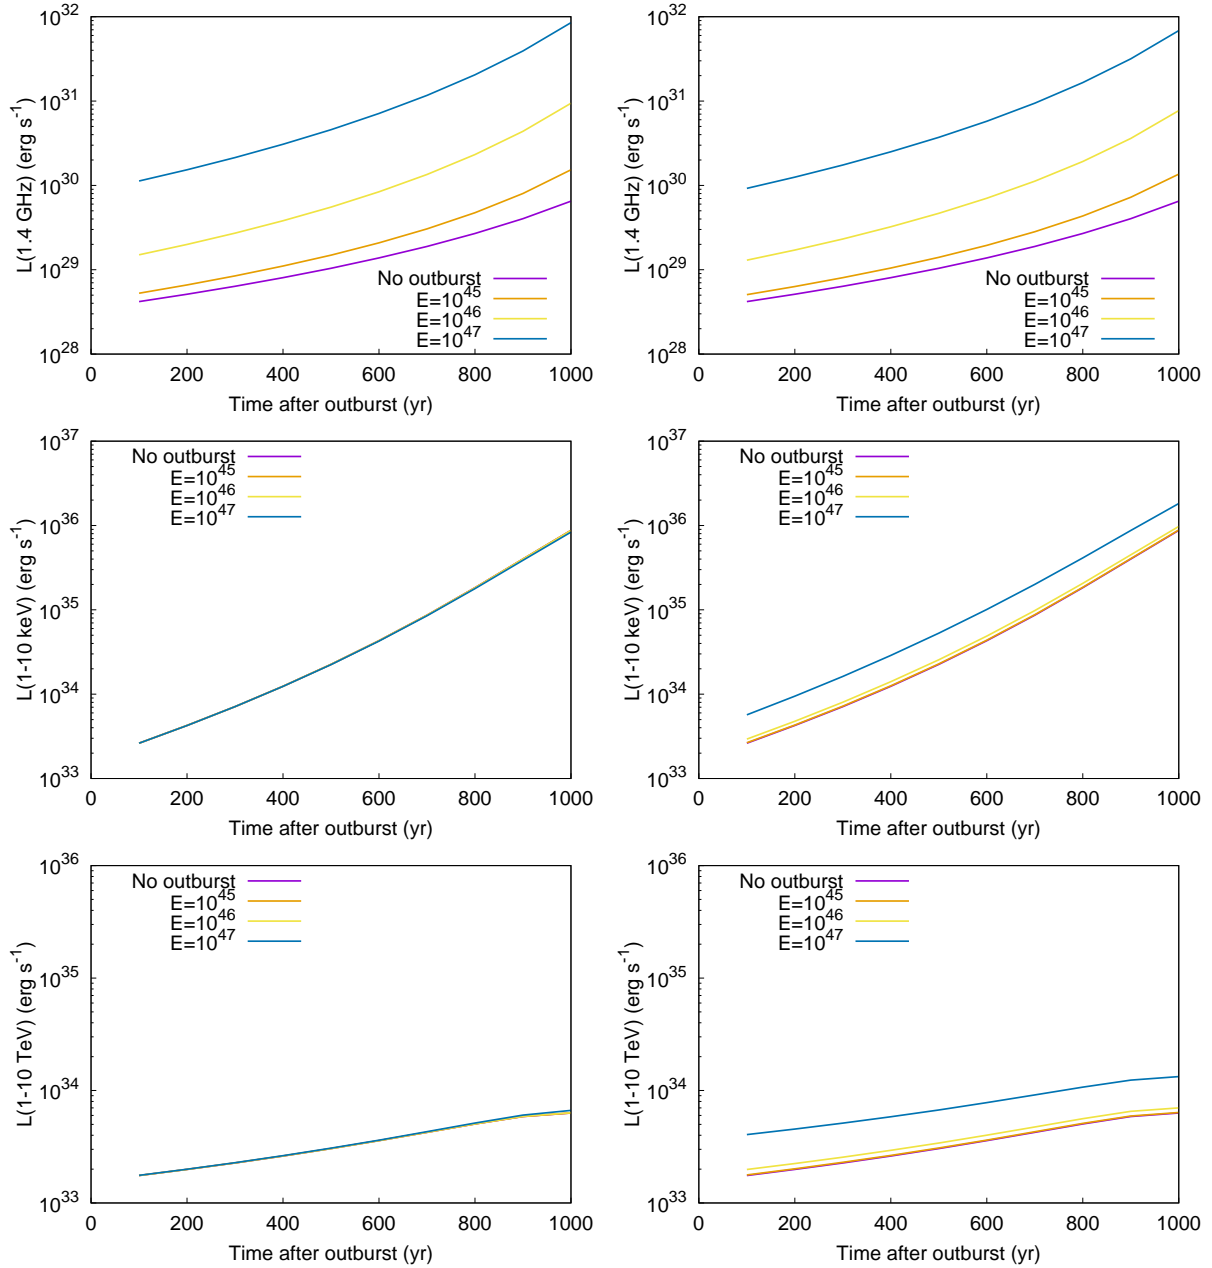 10^32
10^31
10^30
10^29
10^28
L(1.4 GHz) (erg s^-1)
No outburst
E=10^45
E=10^46
E=10^47
0 200 400 600 800 1000
Time after outburst (yr)
10^32
10^31
10^30
10^29
10^28
L(1.4 GHz) (erg s^-1)
No outburst
E=10^45
E=10^46
E=10^47
0 200 400 600 800 1000
Time after outburst (yr)
10^37
10^36
10^35
10^34
10^33
L(1-10 keV) (erg s^-1)
No outburst
E=10^45
E=10^46
E=10^47
0 200 400 600 800 1000
Time after outburst (yr)
10^37
10^36
10^35
10^34
10^33
L(1-10 keV) (erg s^-1)
No outburst
E=10^45
E=10^46
E=10^47
0 200 400 600 800 1000
Time after outburst (yr)
10^36
10^35
10^34
10^33
L(1-10 TeV) (erg s^-1)
No outburst
E=10^45
E=10^46
E=10^47
0 200 400 600 800 1000
Time after outburst (yr)
10^36
10^35
10^34
10^33
L(1-10 TeV) (erg s^-1)
No outburst
E=10^45
E=10^46
E=10^47
0 200 400 600 800 1000
Time after outburst (yr)